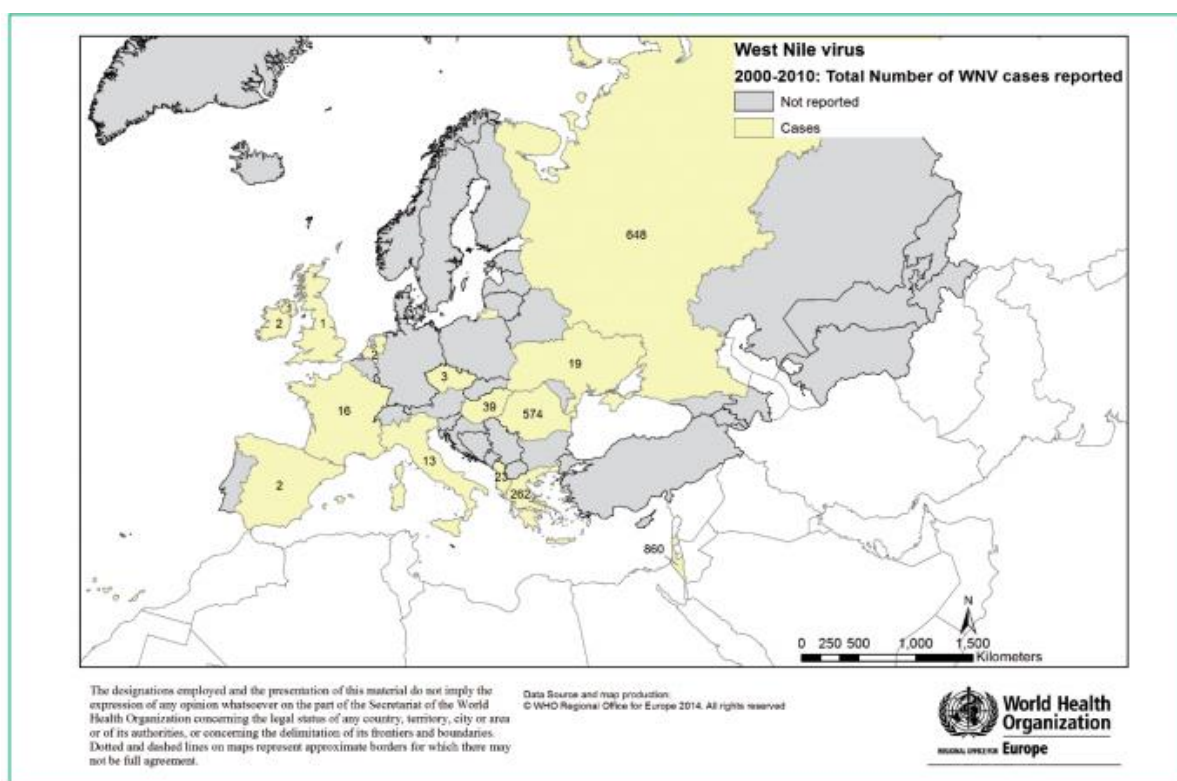 West Nile virus
2000-2010: Total Number of WNV cases reported
Not reported
Cases
648
2
1
2
3
19
16
39
574
13
2
23
262
860
N
0 250 500 1,000 1,500
Kilometers
The designations employed and the presentation of this material do not imply the
expression of any opinion whatsoever on the part of the Secretariat of the World
Health Organization concerning the legal status of any country, territory, city or area
or of its authorities, or concerning the delimitation of its frontiers and boundaries.
Dotted and dashed lines on maps represent approximate borders for which there may
not be full agreement.
Data Source and map production:
© WHO Regional Office for Europe 2014. All rights reserved
World Health
Organization
REGIONAL OFFICE FOR Europe